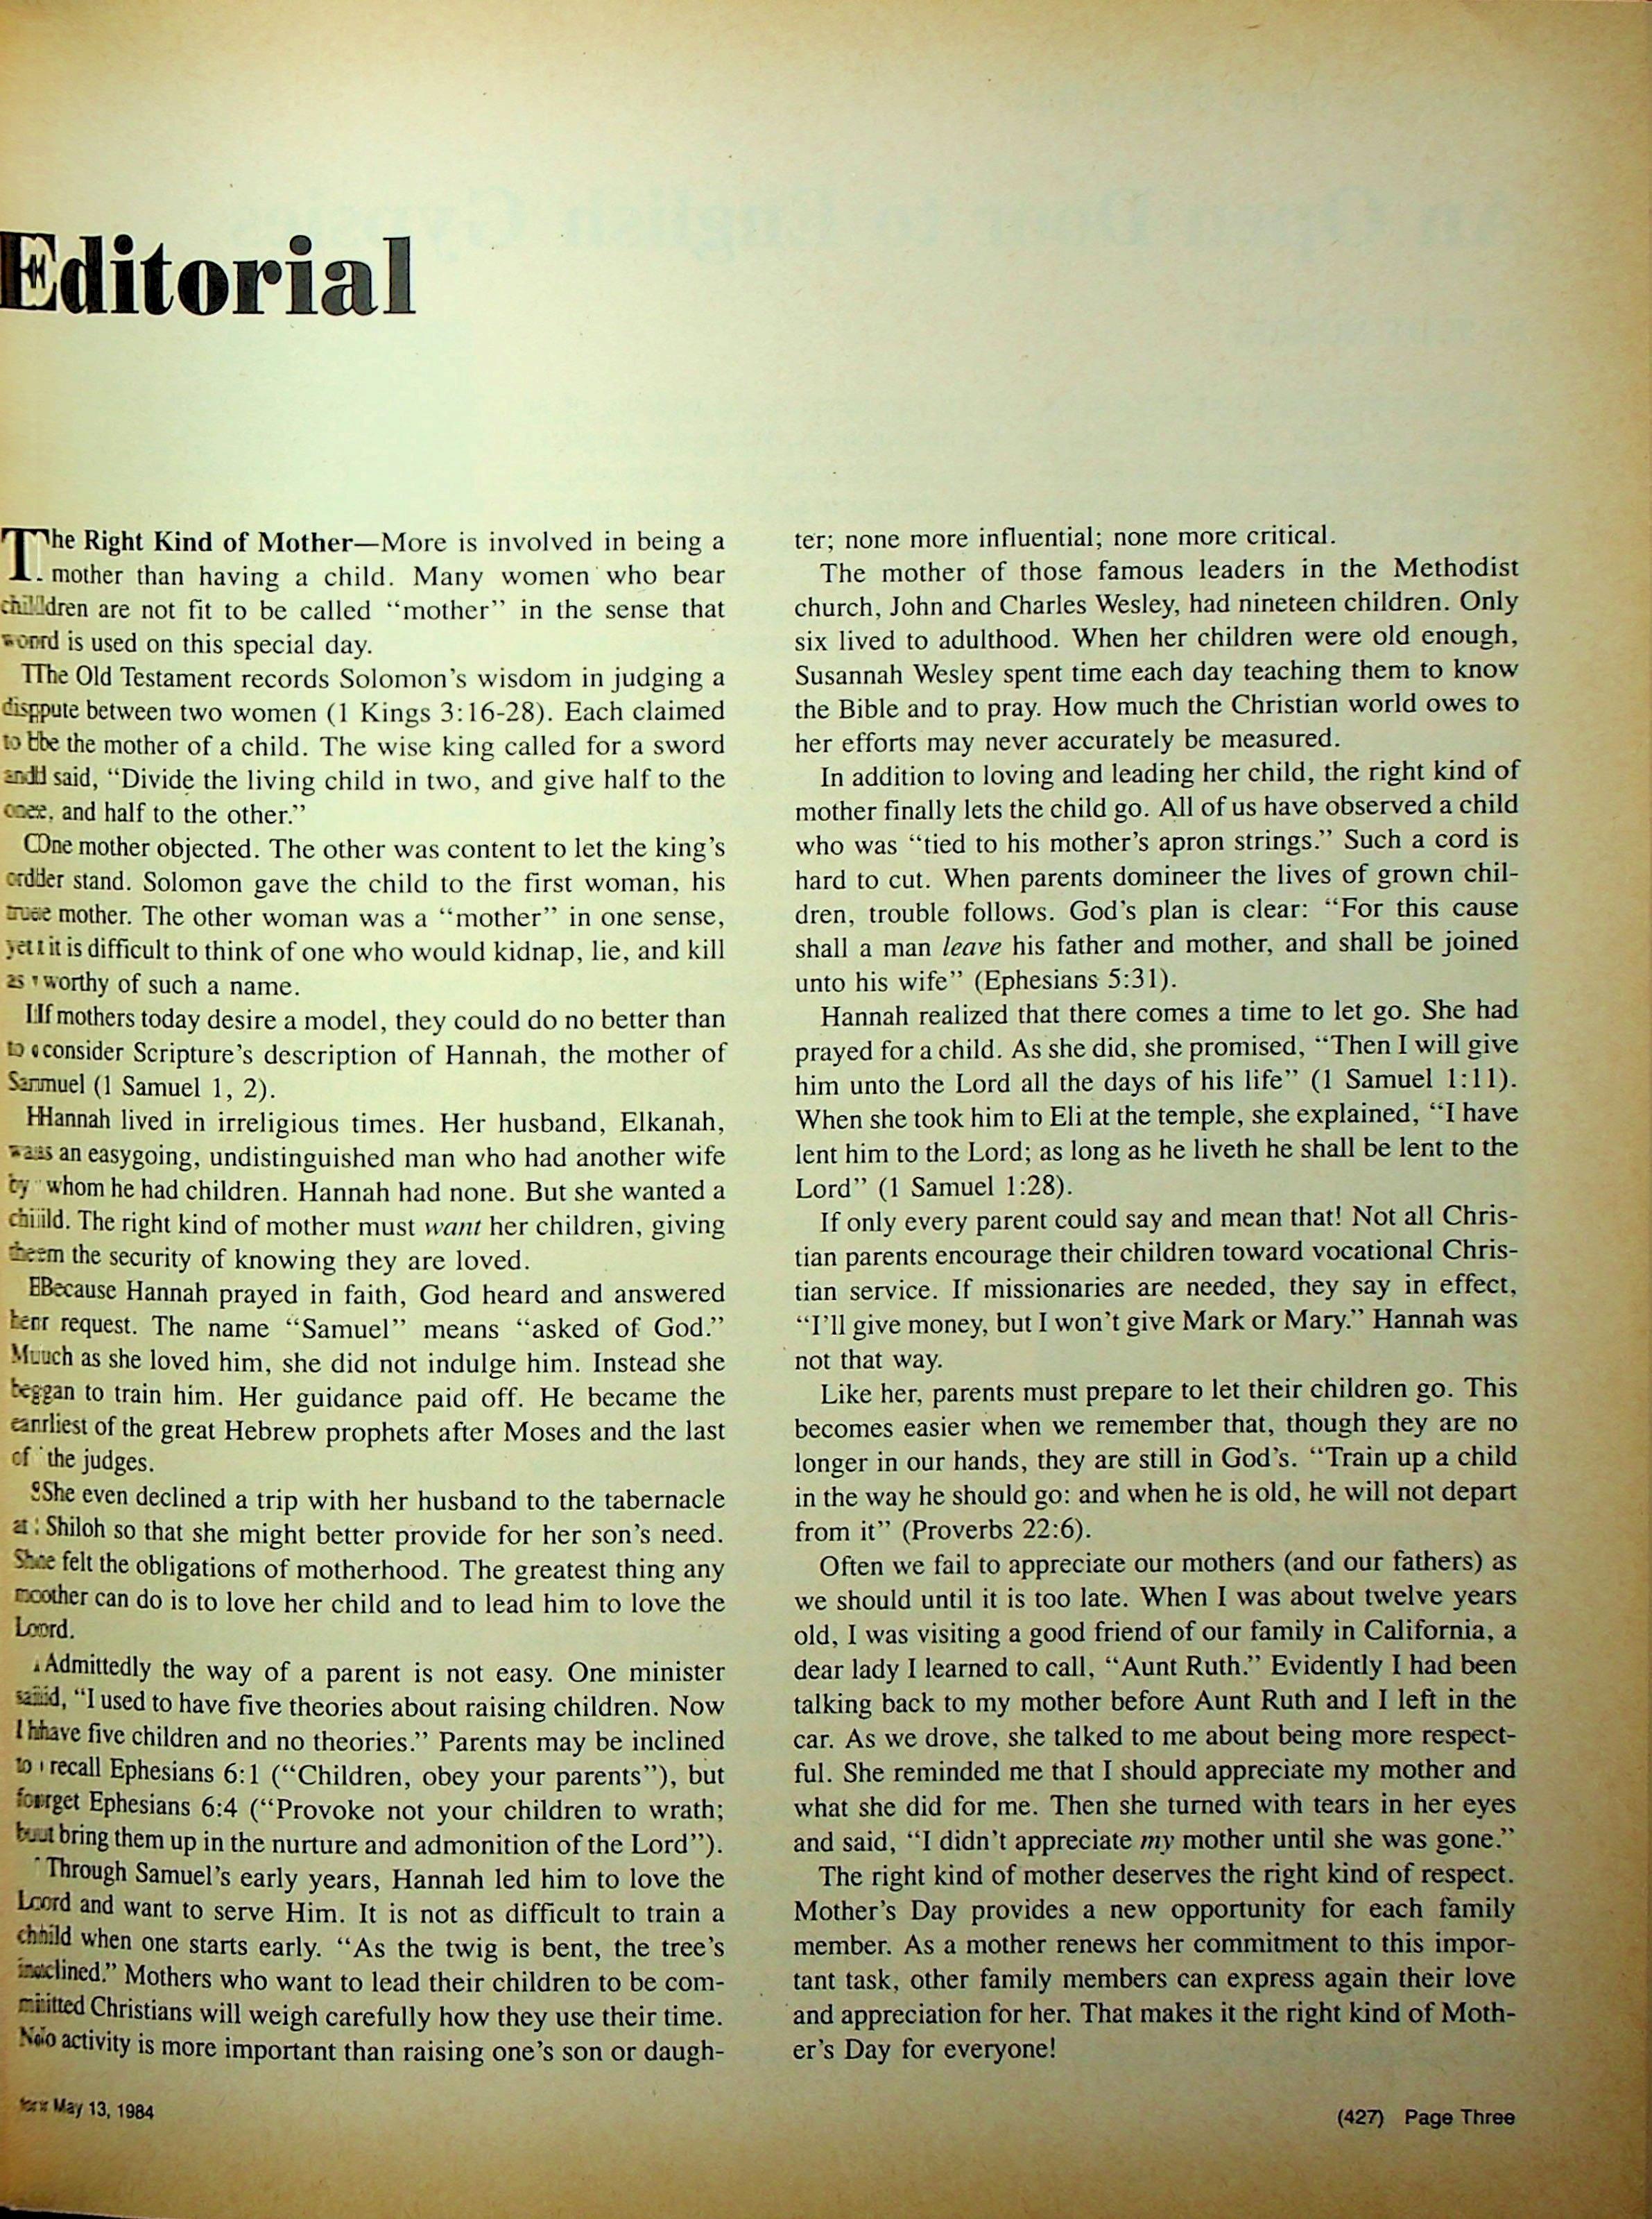 Editorial
The Right Kind of Mother—More is involved in being a
mother than having a child. Many women who bear
children are not fit to be called “mother” in the sense that
word is used on this special day.
The Old Testament records Solomon’s wisdom in judging a
dispute between two women (1 Kings 3:16-28). Each claimed
to be the mother of a child. The wise king called for a sword
and said, “Divide the living child in two, and give half to the
one, and half to the other.”
One mother objected. The other was content to let the king’s
order stand. Solomon gave the child to the first woman, his
true mother. The other woman was a “mother” in one sense,
yet it is difficult to think of one who would kidnap, lie, and kill
as worthy of such a name.
If mothers today desire a model, they could do no better than
to consider Scripture’s description of Hannah, the mother of
Samuel (1 Samuel 1, 2).
Hannah lived in irreligious times. Her husband, Elkanah,
was an easygoing, undistinguished man who had another wife
by whom he had children. Hannah had none. But she wanted a
child. The right kind of mother must want her children, giving
them the security of knowing they are loved.
Because Hannah prayed in faith, God heard and answered
her request. The name “Samuel” means “asked of God.”
Much as she loved him, she did not indulge him. Instead she
began to train him. Her guidance paid off. He became the
earliest of the great Hebrew prophets after Moses and the last
of the judges.
She even declined a trip with her husband to the tabernacle
at Shiloh so that she might better provide for her son’s need.
She felt the obligations of motherhood. The greatest thing any
mother can do is to love her child and to lead him to love the
Lord.
Admittedly the way of a parent is not easy. One minister
said, “I used to have five theories about raising children. Now
I have five children and no theories.” Parents may be inclined
to recall Ephesians 6:1 (“Children, obey your parents”), but
forget Ephesians 6:4 (“Provoke not your children to wrath;
but bring them up in the nurture and admonition of the Lord”).
Through Samuel’s early years, Hannah led him to love the
Lord and want to serve Him. It is not as difficult to train a
child when one starts early. “As the twig is bent, the tree’s
inclined.” Mothers who want to lead their children to be com-
mitted Christians will weigh carefully how they use their time.
No activity is more important than raising one’s son or daugh-
ter; none more influential; none more critical.
The mother of those famous leaders in the Methodist
church, John and Charles Wesley, had nineteen children. Only
six lived to adulthood. When her children were old enough,
Susannah Wesley spent time each day teaching them to know
the Bible and to pray. How much the Christian world owes to
her efforts may never accurately be measured.
In addition to loving and leading her child, the right kind of
mother finally lets the child go. All of us have observed a child
who was “tied to his mother’s apron strings.” Such a cord is
hard to cut. When parents domineer the lives of grown chil-
dren, trouble follows. God’s plan is clear: “For this cause
shall a man leave his father and mother, and shall be joined
unto his wife” (Ephesians 5:31).
Hannah realized that there comes a time to let go. She had
prayed for a child. As she did, she promised, “Then I will give
him unto the Lord all the days of his life” (1 Samuel 1:11).
When she took him to Eli at the temple, she explained, “I have
lent him to the Lord; as long as he liveth he shall be lent to the
Lord” (1 Samuel 1:28).
If only every parent could say and mean that! Not all Chris-
tian parents encourage their children toward vocational Chris-
tian service. If missionaries are needed, they say in effect,
“I’ll give money, but I won’t give Mark or Mary.” Hannah was
not that way.
Like her, parents must prepare to let their children go. This
becomes easier when we remember that, though they are no
longer in our hands, they are still in God’s. “Train up a child
in the way he should go: and when he is old, he will not depart
from it” (Proverbs 22:6).
Often we fail to appreciate our mothers (and our fathers) as
we should until it is too late. When I was about twelve years
old, I was visiting a good friend of our family in California, a
dear lady I learned to call, “Aunt Ruth.” Evidently I had been
talking back to my mother before Aunt Ruth and I left in the
car. As we drove, she talked to me about being more respect-
ful. She reminded me that I should appreciate my mother and
what she did for me. Then she turned with tears in her eyes
and said, “I didn’t appreciate my mother until she was gone.”
The right kind of mother deserves the right kind of respect.
Mother’s Day provides a new opportunity for each family
member. As a mother renews her commitment to this impor-
tant task, other family members can express again their love
and appreciation for her. That makes it the right kind of Moth-
er’s Day for everyone!
for May 13, 1984
(427) Page Three